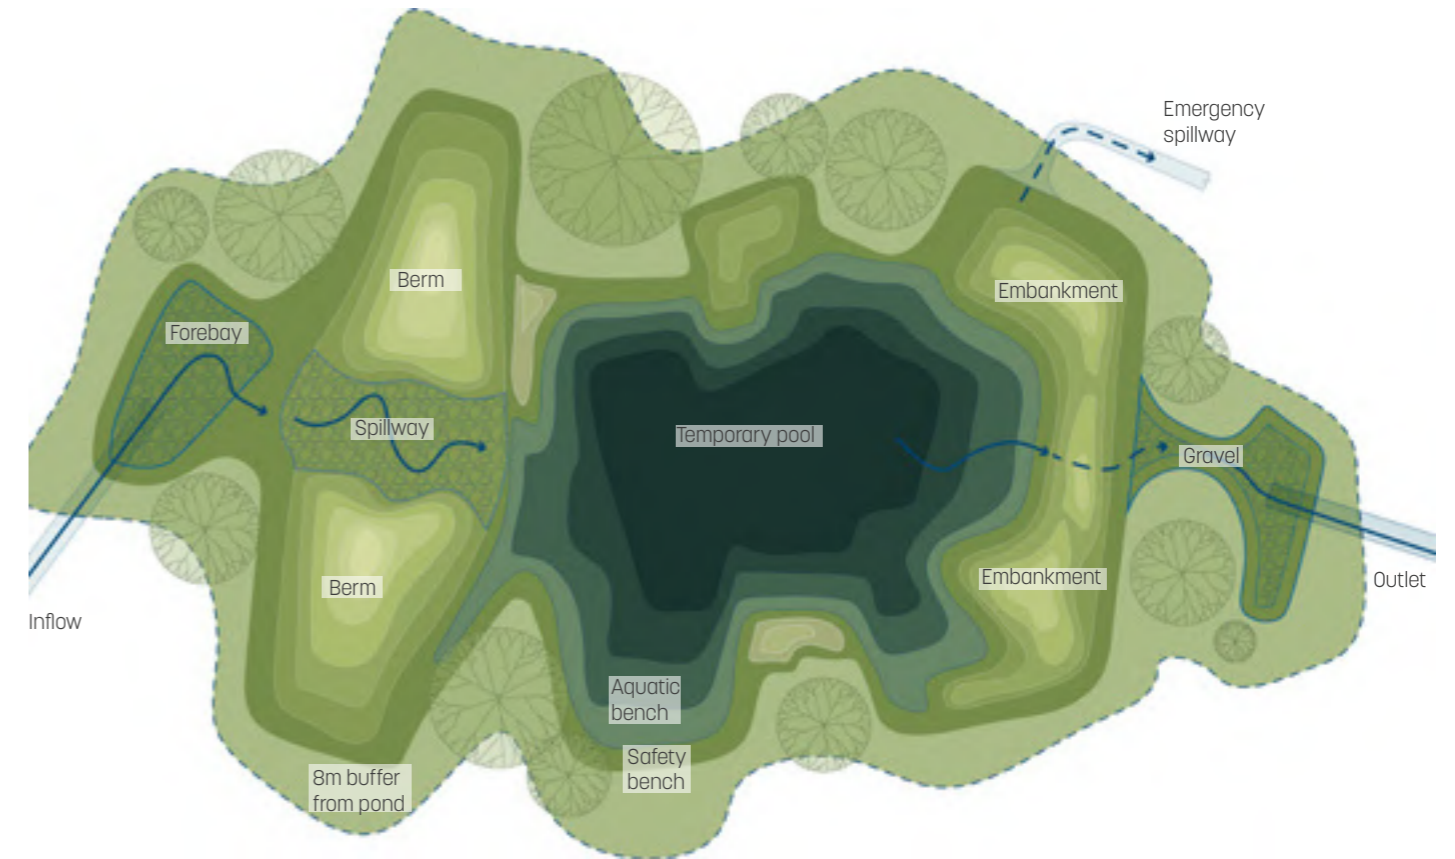 Emergency
spillway
Berm
Embankment
Forebay
Spillway
Temporary pool
Gravel
Embankment
Outlet
Berm
Inflow
Aquatic
bench
Safety
bench
8m buffer
from pond